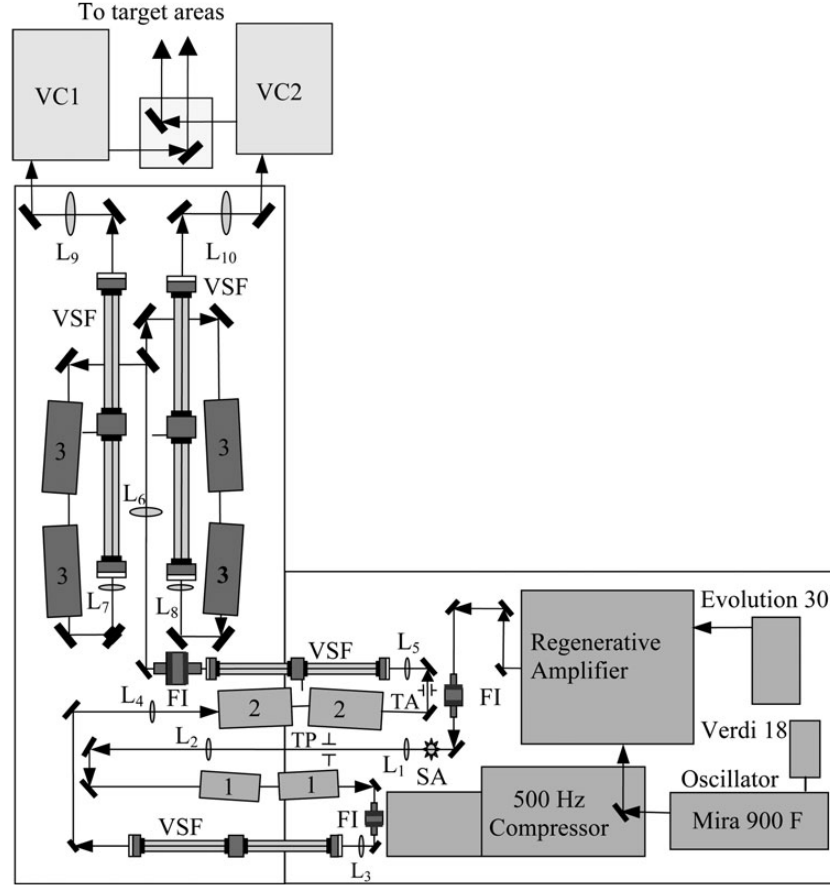 To target areas
VC1
VC2
L9
L10
VSF
VSF
3
3
L6
3
3
L7
L8
Evolution 30
Regenerative
Amplifier
VSF
L5
FI
FI
L4
2
2
TA
Verdi 18
L2
TP
L1
SA
Oscillator
1
1
500 Hz
Compressor
Mira 900 F
VSF
FI
L3